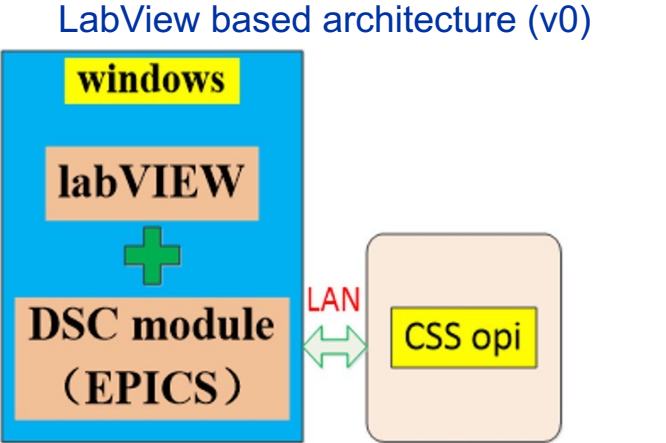 LabView based architecture (v0)
windows
labVIEW
DSC module
（EPICS）
LAN
CSS opi